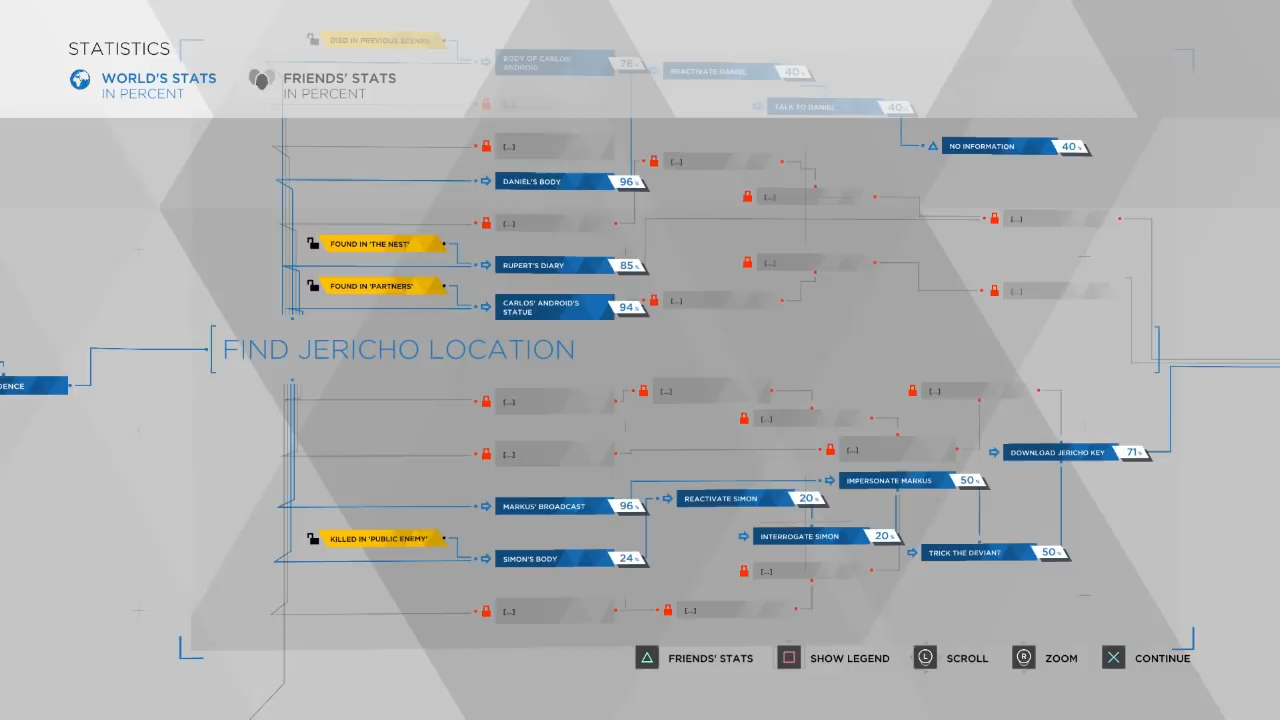 STATISTICS
WORLD'S STATS
IN PERCENT
FRIENDS' STATS
IN PERCENT
DIED IN PREVIOUS SCENES
BODY OF CARLOS'
ANDROID
76%
REACTIVATE DANIEL
40%
TALK TO DANIEL
40%
NO INFORMATION
40%
[...]
[...]
DANIEL'S BODY
96%
[...]
[...]
[...]
FOUND IN 'THE NEST'
RUPERT'S DIARY
85%
[...]
FOUND IN 'PARTNERS'
CARLOS' ANDROID'S
STATUE
94%
[...]
[...]
FIND JERICHO LOCATION
DENCE
[...]
[...]
[...]
[...]
[...]
[...]
DOWNLOAD JERICHO KEY
71%
IMPERSONATE MARKUS
50%
MARKUS' BROADCAST
96%
REACTIVATE SIMON
20%
KILLED IN 'PUBLIC ENEMY'
INTERROGATE SIMON
20%
SIMON'S BODY
24%
TRICK THE DEVIANT
50%
[...]
[...]
[...]
FRIENDS' STATS
SHOW LEGEND
L
SCROLL
R
ZOOM
CONTINUE